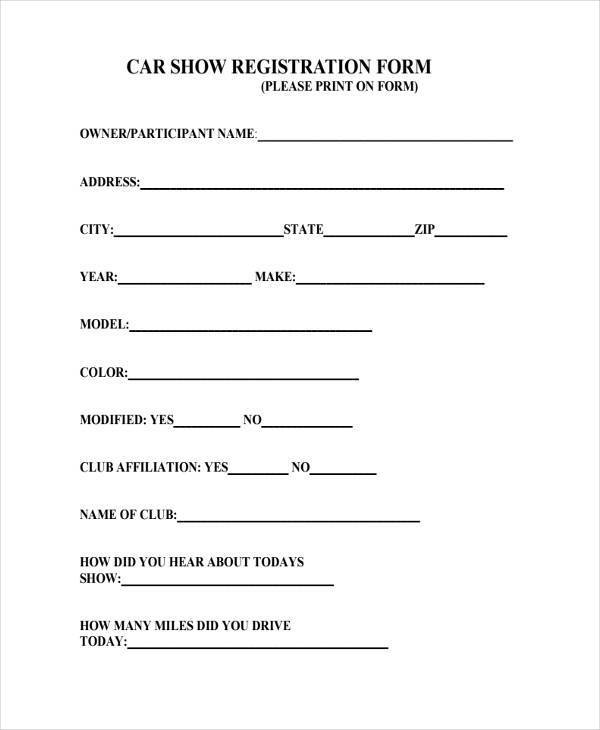 CAR SHOW REGISTRATION FORM
(PLEASE PRINT ON FORM)
OWNER/PARTICIPANT NAME:
ADDRESS:
CITY: STATE ZIP
YEAR: MAKE:
MODEL:
COLOR:
MODIFIED: YES NO
CLUB AFFILIATION: YES NO
NAME OF CLUB:
HOW DID YOU HEAR ABOUT TODAYS
SHOW:
HOW MANY MILES DID YOU DRIVE
TODAY: